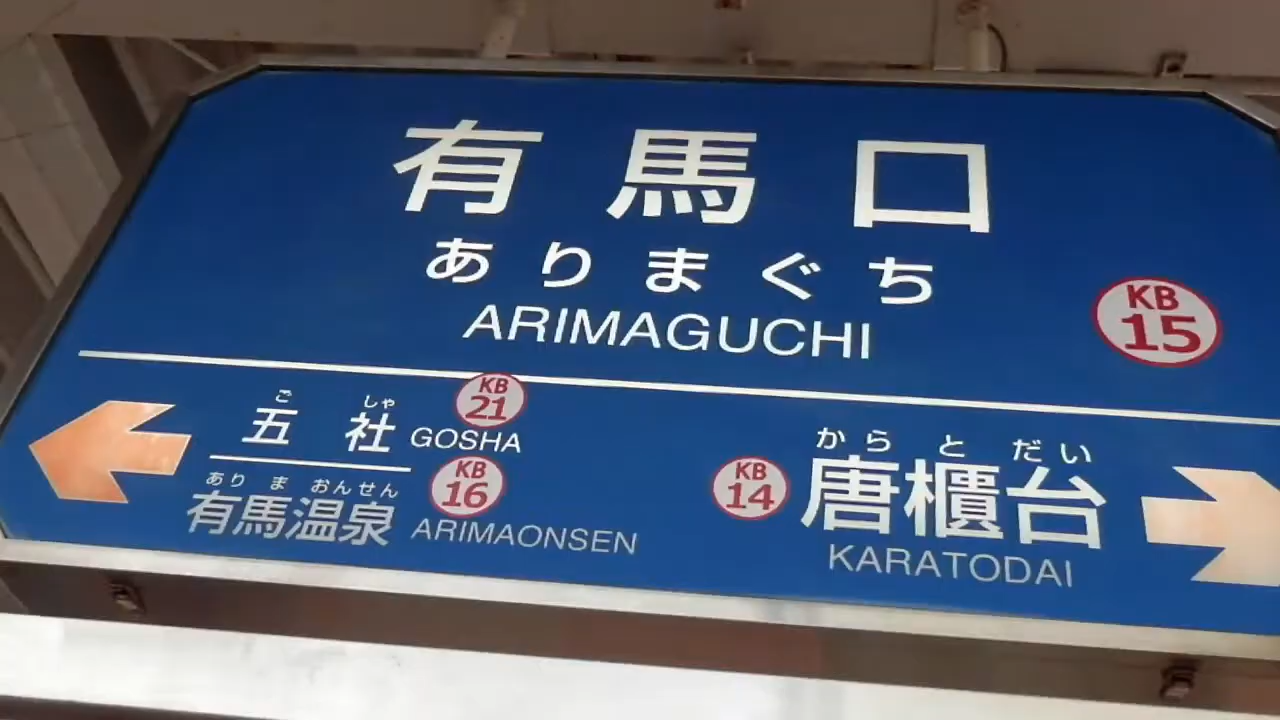 有馬口
ありまぐち
ARIMAGUCHI
KB
15
ごしゃ
五社
GOSHA
KB
21
ありまおんせん
有馬温泉
ARIMAONSEN
KB
16
KB
14
からとだい
唐櫃台
KARATODAI